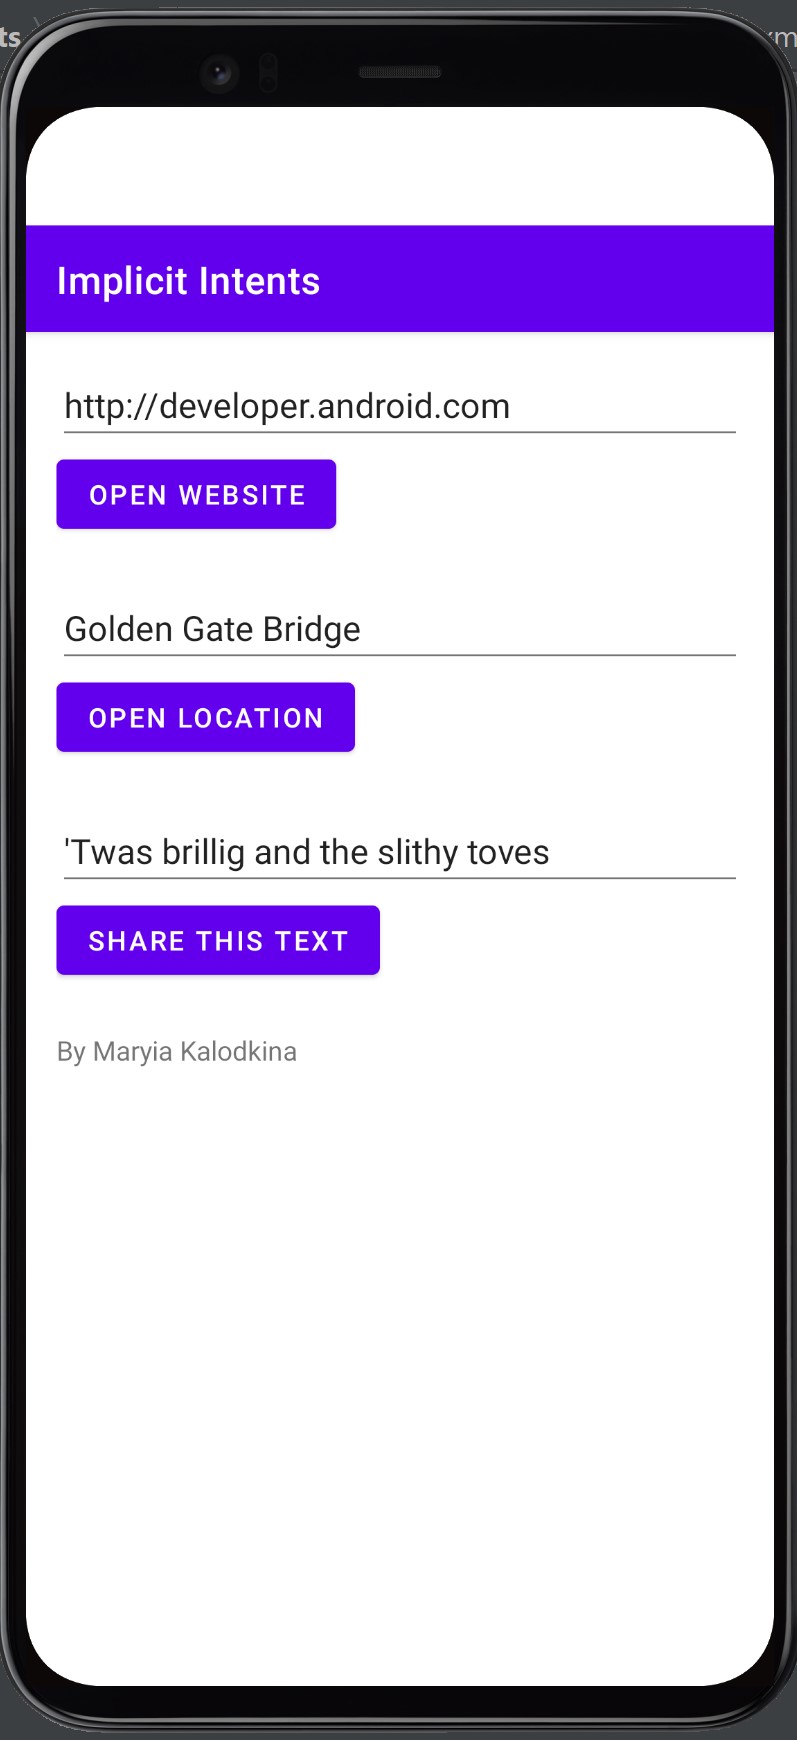 ts
Implicit Intents
http://developer.android.com
OPEN WEBSITE
Golden Gate Bridge
OPEN LOCATION
'Twas brillig and the slithy toves
SHARE THIS TEXT
By Maryia Kalodkina